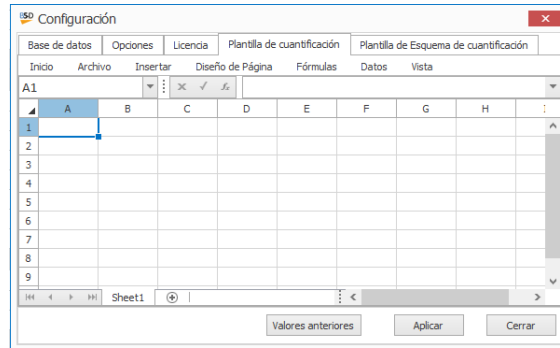 BSD Configuración
Base de datos Opciones Licencia Plantilla de cuantificación Plantilla de Esquema de cuantificación
Inicio Archivo Insertar Diseño de Página Fórmulas Datos Vista
A1 fx
A B C D E F G H
1
2
3
4
5
6
7
8
9
Sheet1
Valores anteriores Aplicar Cerrar